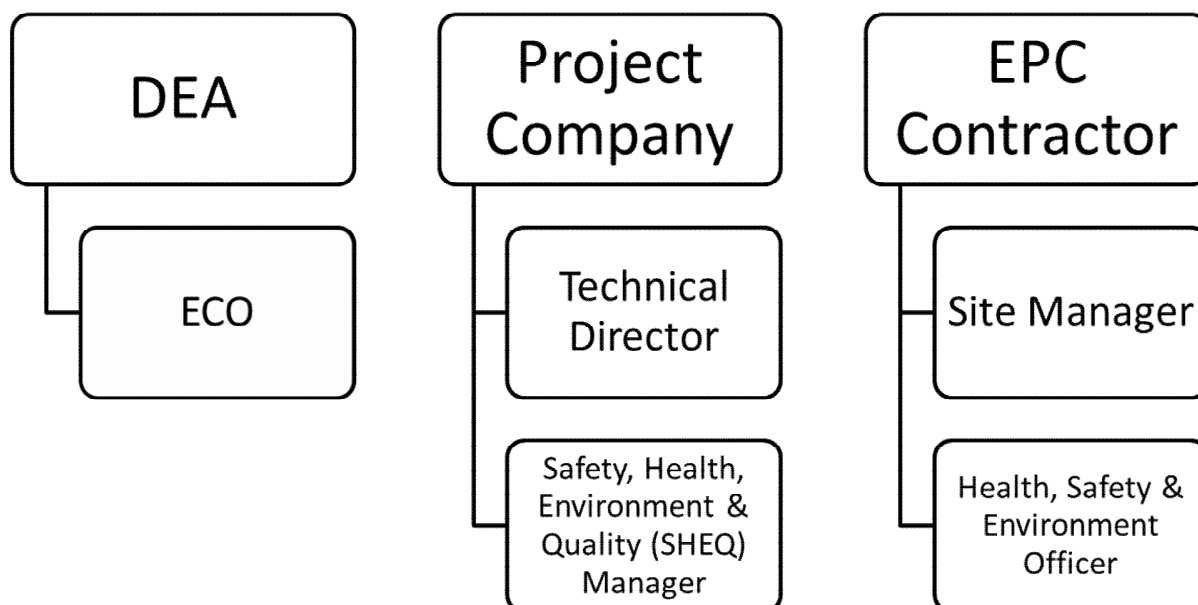 DEA
ECO
Project
Company
Technical
Director
Safety, Health,
Environment &
Quality (SHEQ)
Manager
EPC
Contractor
Site Manager
Health, Safety &
Environment
Officer